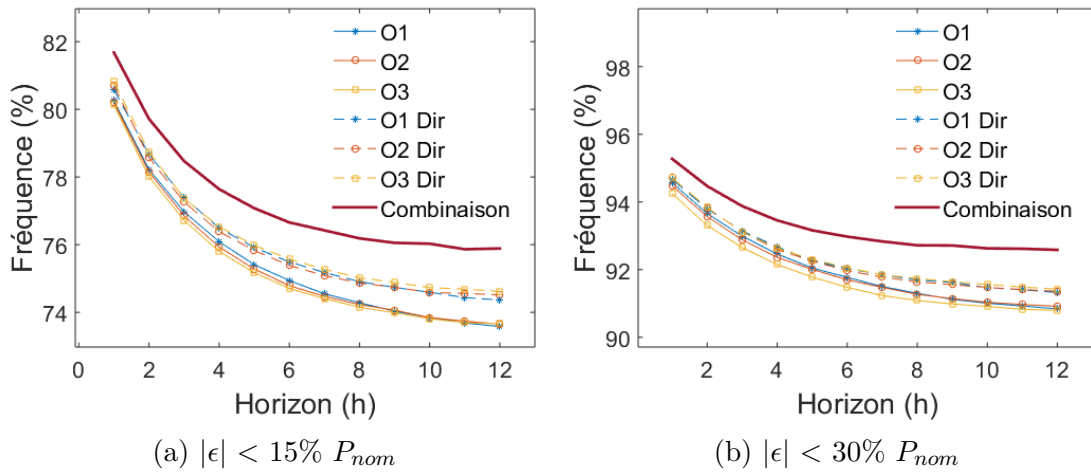 82
80
78
76
74
Fréquence (%)
0 2 4 6 8 10 12
Horizon (h)
O1
O2
O3
O1 Dir
O2 Dir
O3 Dir
Combinaison
(a) |ϵ| < 15% P_nom
98
96
94
92
90
Fréquence (%)
2 4 6 8 10 12
Horizon (h)
O1
O2
O3
O1 Dir
O2 Dir
O3 Dir
Combinaison
(b) |ϵ| < 30% P_nom